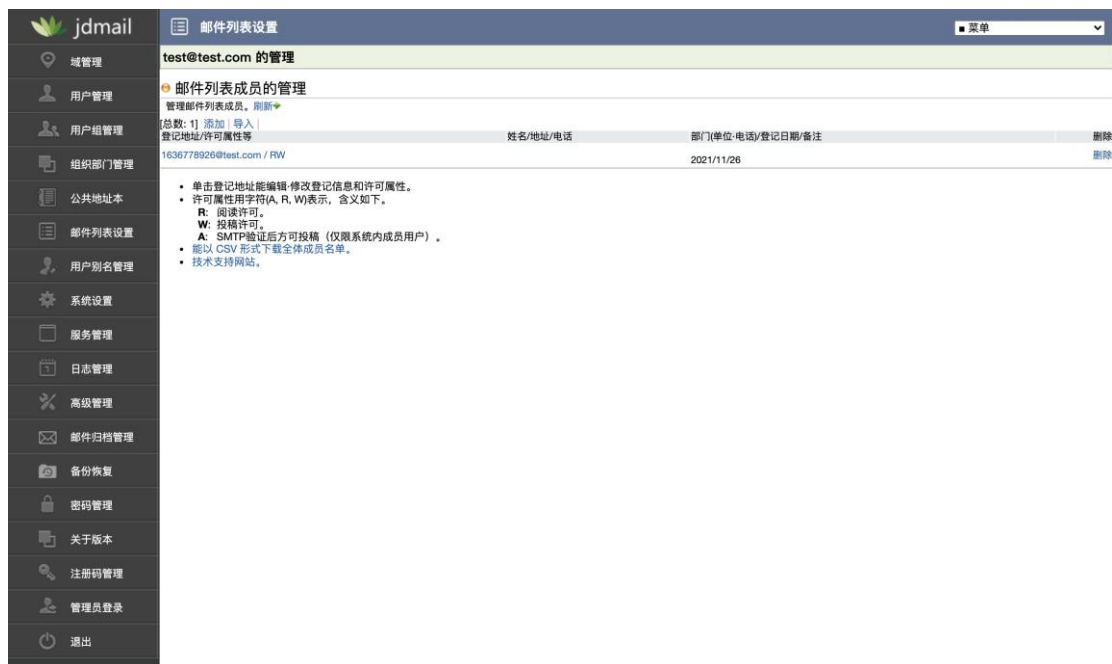 jdmail
域管理
用户管理
用户组管理
组织部门管理
公共地址本
邮件列表设置
用户别名管理
系统设置
服务管理
日志管理
高级管理
邮件归档管理
备份恢复
密码管理
关于版本
注册码管理
管理员登录
退出
邮件列表设置
■ 菜单
test@test.com 的管理
邮件列表成员的管理
管理邮件列表成员。刷新
[总数: 1] 添加 | 导入 |
登记地址/许可属性等 姓名/地址/电话 部门(单位·电话)/登记日期/备注 删除
1636778926@test.com / RW 2021/11/26 删除
• 单击登记地址能编辑·修改登记信息和许可属性。
• 许可属性用字符(A, R, W)表示，含义如下。
R: 阅读许可。
W: 投稿许可。
A: SMTP验证后方可投稿（仅限系统内成员用户）。
• 能以 CSV 形式下载全体成员名单。
• 技术支持网站。